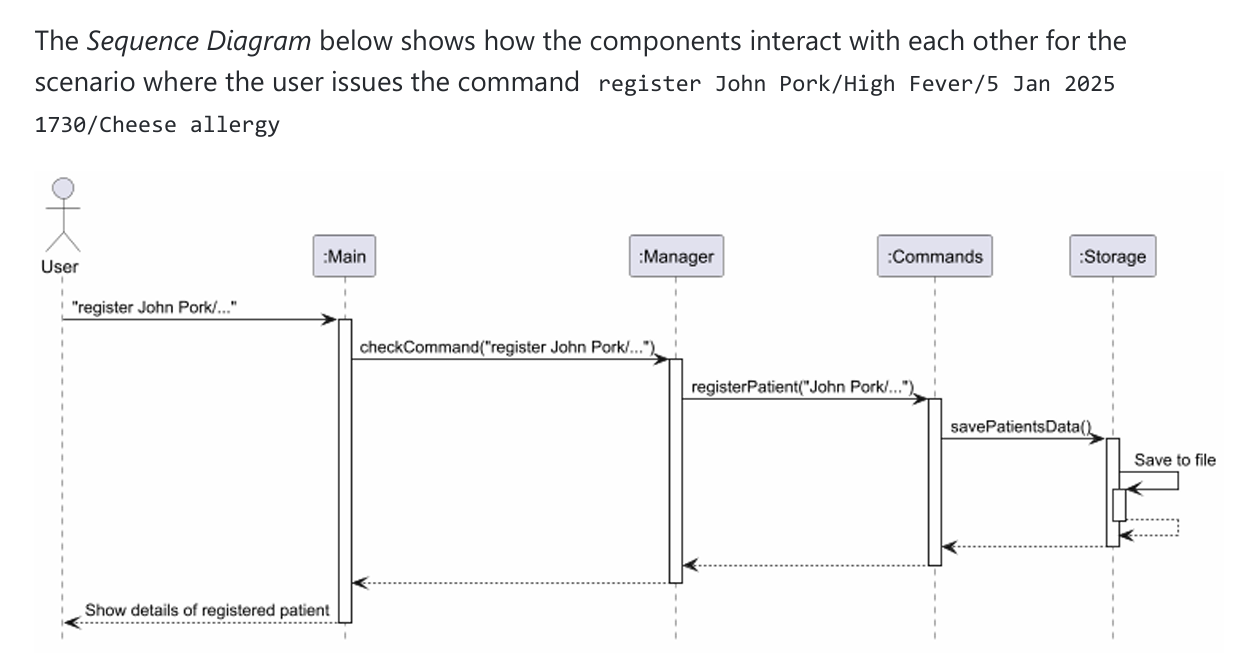 The Sequence Diagram below shows how the components interact with each other for the
scenario where the user issues the command register John Pork/High Fever/5 Jan 2025
1730/Cheese allergy
User
:Main
:Manager
:Commands
:Storage
"register John Pork/..."
checkCommand("register John Pork/...")
registerPatient("John Pork/...")
savePatientsData()
Save to file
Show details of registered patient